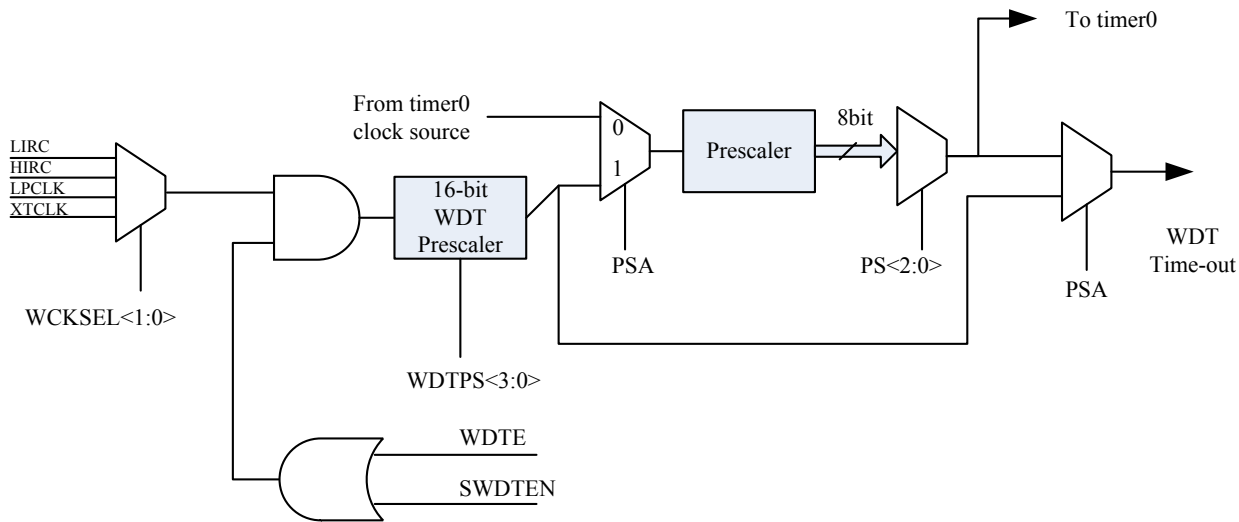 To timer0
From timer0
clock source
0
1
8bit
Prescaler
LIRC
HIRC
LPCLK
XTCLK
16-bit
WDT
Prescaler
PSA
PS<2:0>
WDT
Time-out
PSA
WCKSEL<1:0>
WDTPS<3:0>
WDTE
SWDTEN